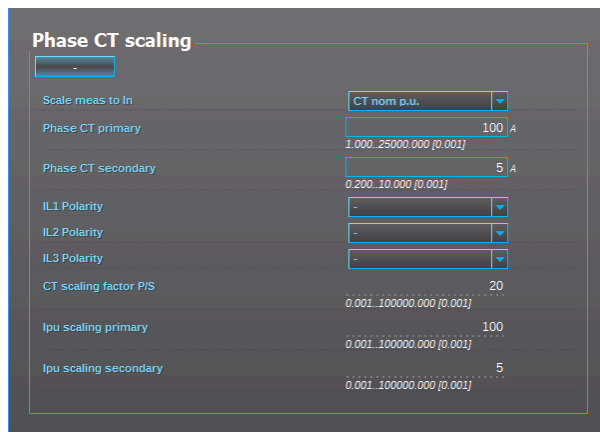 Phase CT scaling
-
Scale meas to In CT nom p.u.
Phase CT primary 100 A
1.000..25000.000 [0.001]
Phase CT secondary 5 A
0.200..10.000 [0.001]
IL1 Polarity -
IL2 Polarity -
IL3 Polarity -
CT scaling factor P/S 20
0.001..100000.000 [0.001]
Ipu scaling primary 100
0.001..100000.000 [0.001]
Ipu scaling secondary 5
0.001..100000.000 [0.001]